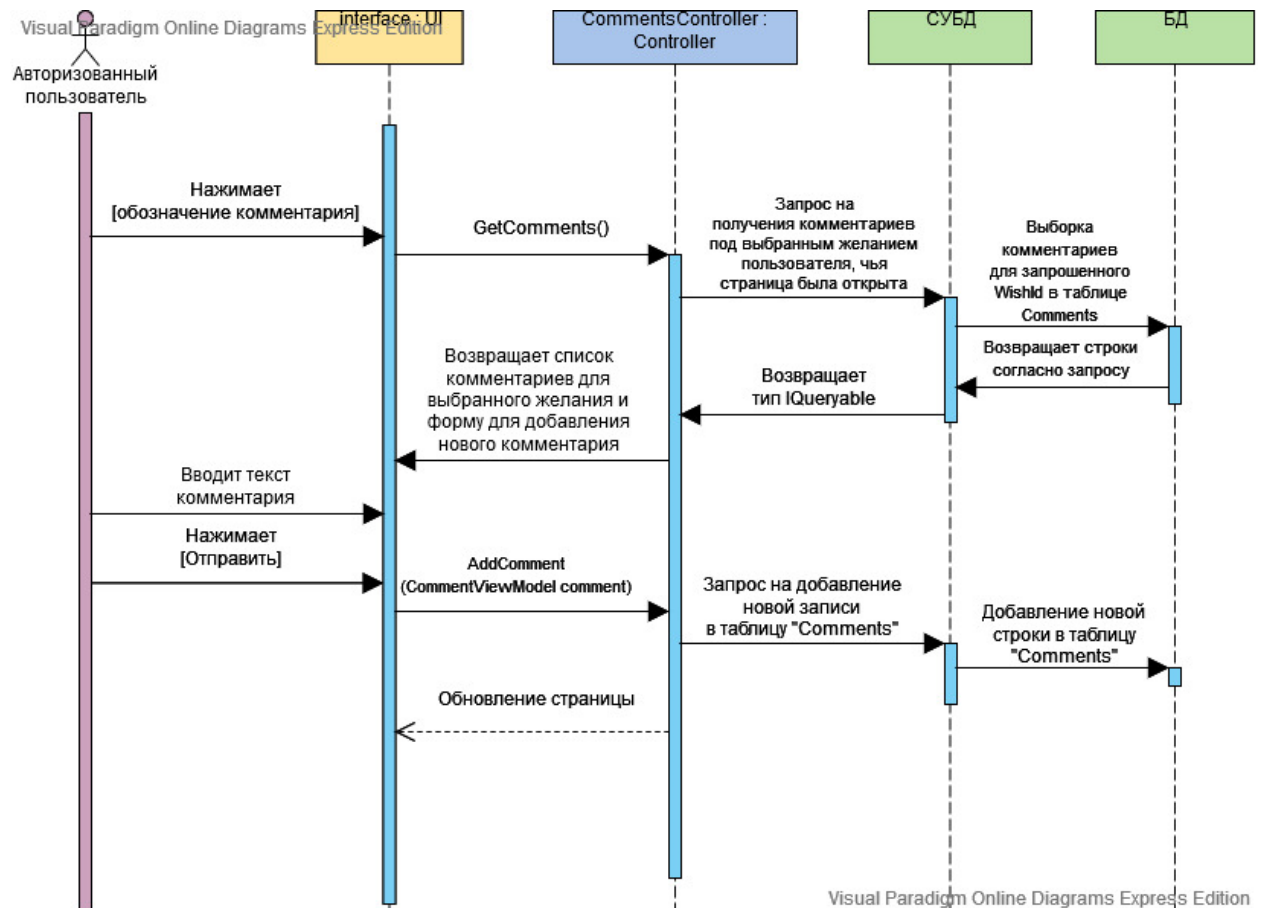 Visual Paradigm Online Diagrams Express Edition
interface : UI
CommentsController :
Controller
СУБД
БД
Авторизованный
пользователь
Нажимает
[обозначение комментария]
GetComments()
Запрос на
получения комментариев
под выбранным желанием
пользователя, чья
страница была открыта
Выборка
комментариев
для запрошенного
WishId в таблице
Comments
Возвращает строки
согласно запросу
Возвращает
тип IQueryable
Возвращает список
комментариев для
выбранного желания и
форму для добавления
нового комментария
Вводит текст
комментария
Нажимает
[Отправить]
AddComment
(CommentViewModel comment)
Запрос на добавление
новой записи
в таблицу "Comments"
Добавление новой
строки в таблицу
"Comments"
Обновление страницы
Visual Paradigm Online Diagrams Express Edition